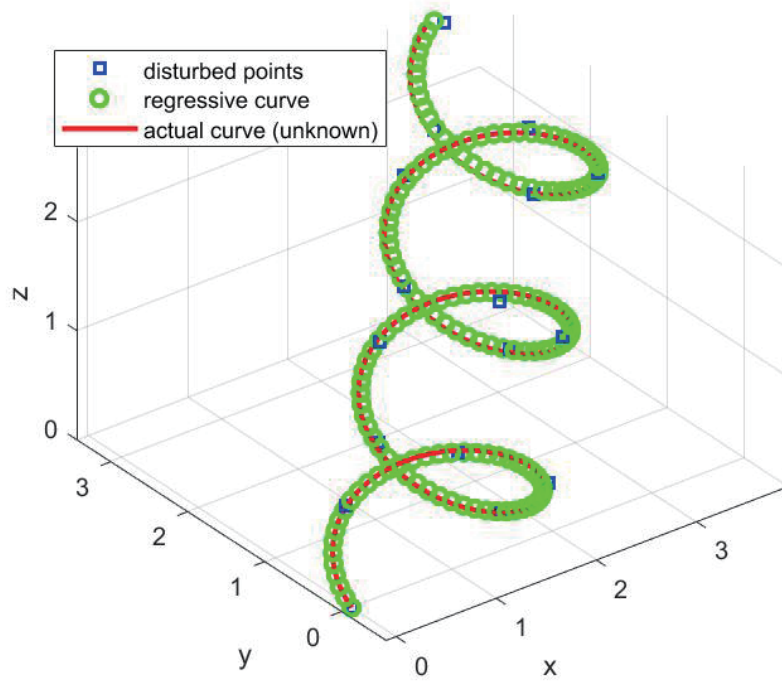 disturbed points
regressive curve
actual curve (unknown)
2
z
1
0
3
2
1
0
y
0
1
2
3
x